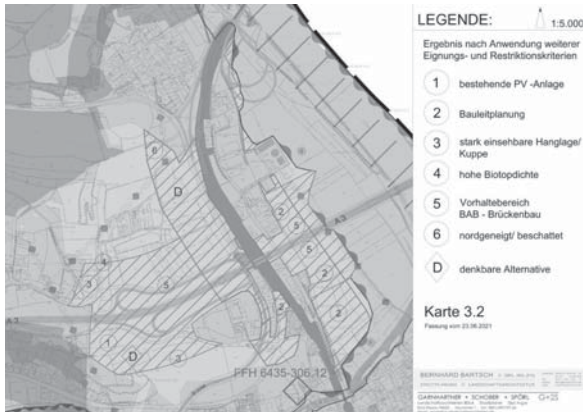 LEGENDE:
1:5.000
Ergebnis nach Anwendung weiterer
Eignungs- und Restriktionskriterien
1 bestehende PV -Anlage
2 Bauleitplanung
3 stark einsehbare Hanglage/
Kuppe
4 hohe Biotopdichte
5 Vorhaltebereich
BAB - Brückenbau
6 nordgeneigt/ beschattet
D denkbare Alternative
Karte 3.2
Fassung vom 23.06.2021
BERNHARD BARTSCH
GARNHARTNER + SCHOBER + SPÖRL
G+2S
6
D
2
5
A 3
4
5
3
5
2
2
2
A 3
1
D
3
FFH 6435-306.12